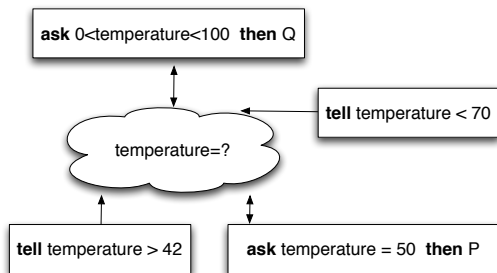 ask 0<temperature<100 then Q
tell temperature < 70
temperature=?
tell temperature > 42
ask temperature = 50 then P